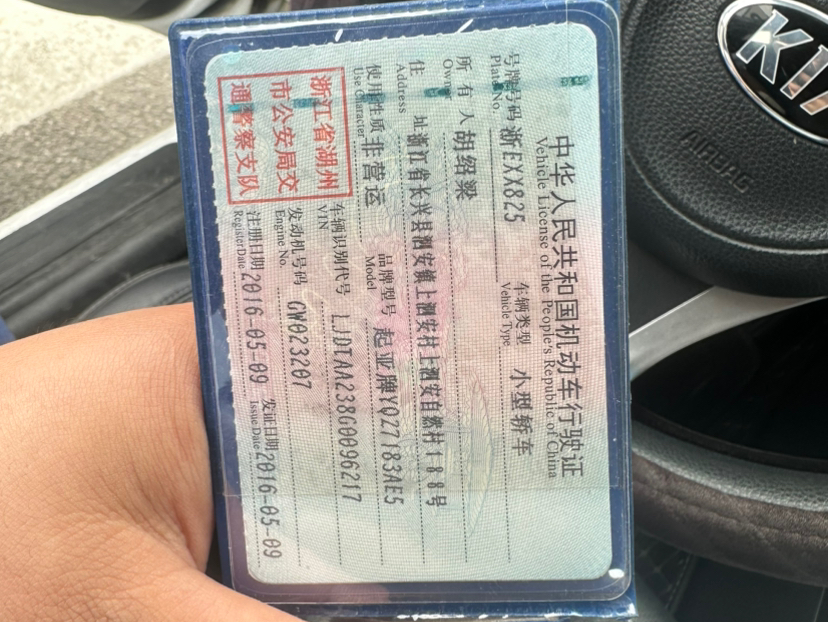 中华人民共和国机动车行驶证
Vehicle License of the People's Republic of China
号牌号码 浙EXX825 车辆类型 小型轿车
Plate No. Vehicle Type
所有人 胡绍梁
Owner
住址 浙江省长兴县泗安镇上泗安村上泗安自然村188号
Address
使用性质 非营运 品牌型号 起亚牌YQZ7183AE5
Use Character Model
浙江省湖州
市公安局交
通警察支队
车辆识别代号 LJD1AA238G0096217
VIN
发动机号码 GW023207
Engine No.
注册日期 2016-05-09 发证日期 2016-05-09
Register Date Issue Date
KIA
AIRBAG